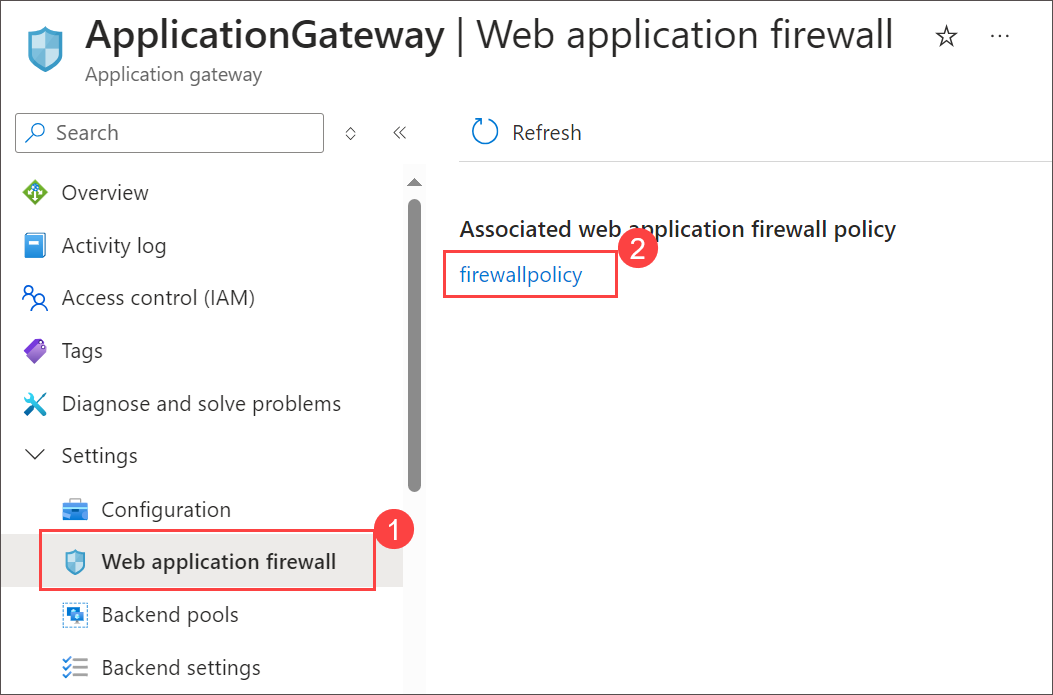 ApplicationGateway | Web application firewall
Application gateway
Search
Refresh
Overview
Activity log
Access control (IAM)
Tags
Diagnose and solve problems
Settings
Configuration
Web application firewall
1
Backend pools
Backend settings
Associated web application firewall policy
2
firewallpolicy